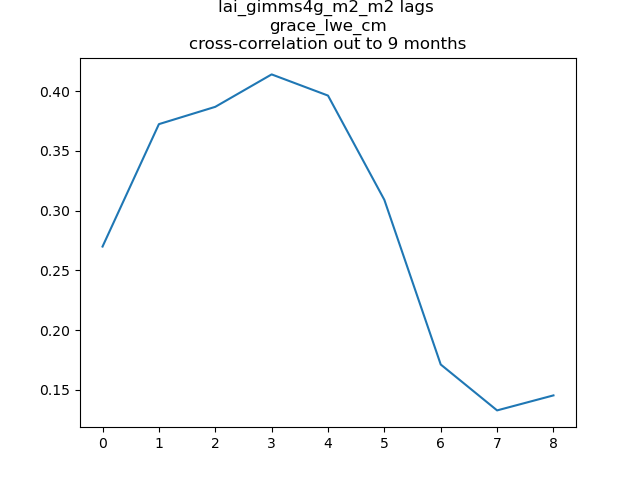 lai_gimms4g_m2_m2 lags
grace_lwe_cm
cross-correlation out to 9 months
0.40
0.35
0.30
0.25
0.20
0.15
0 1 2 3 4 5 6 7 8